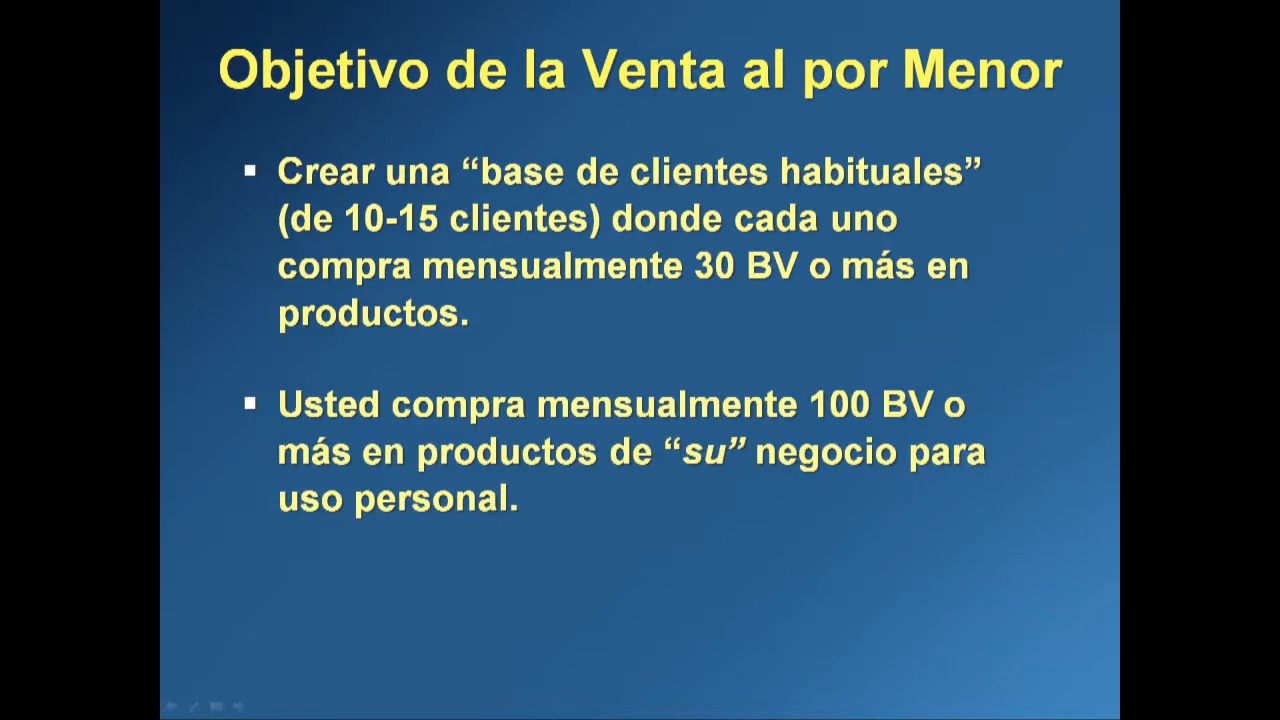 Objetivo de la Venta al por Menor
▪ Crear una “base de clientes habituales”
(de 10-15 clientes) donde cada uno
compra mensualmente 30 BV o más en
productos.
▪ Usted compra mensualmente 100 BV o
más en productos de “su” negocio para
uso personal.